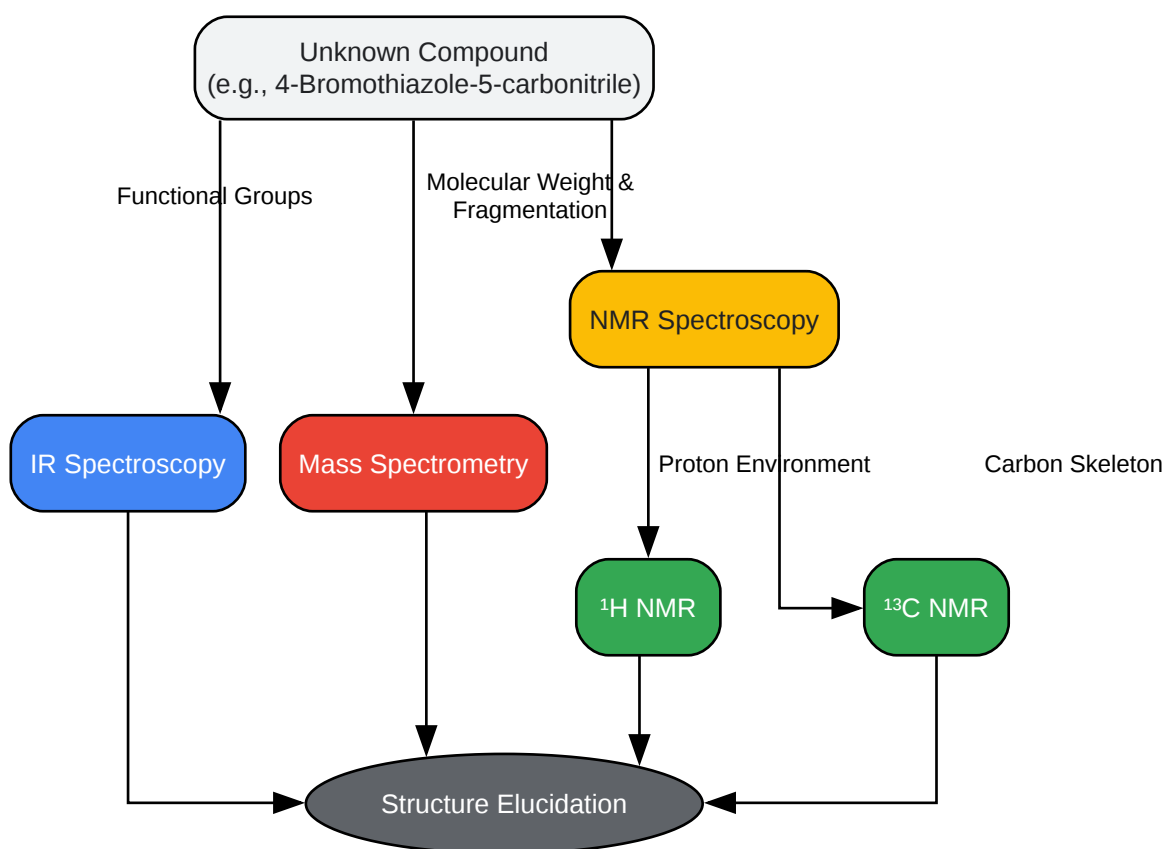 Unknown Compound
(e.g., 4-Bromothiazole-5-carbonitrile)
Functional Groups
Molecular Weight &
Fragmentation
NMR Spectroscopy
IR Spectroscopy
Mass Spectrometry
Proton Environment
Carbon Skeleton
¹H NMR
¹³C NMR
Structure Elucidation